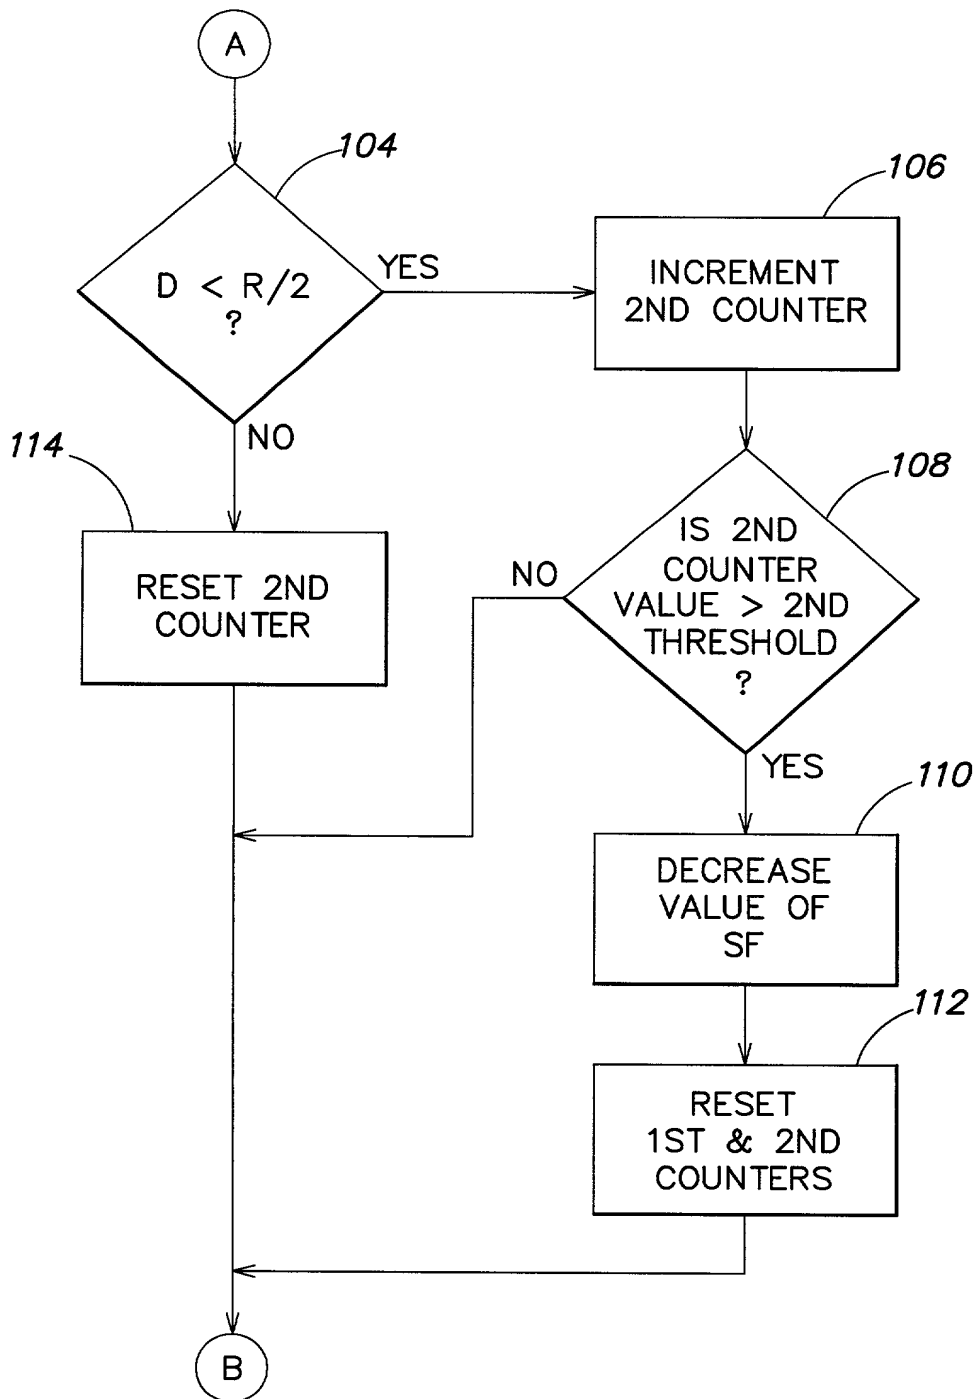 A
104
D < R/2
?
YES
NO
106
INCREMENT
2ND COUNTER
114
RESET 2ND
COUNTER
108
IS 2ND
COUNTER
VALUE > 2ND
THRESHOLD
?
NO
YES
110
DECREASE
VALUE OF
SF
112
RESET
1ST & 2ND
COUNTERS
B